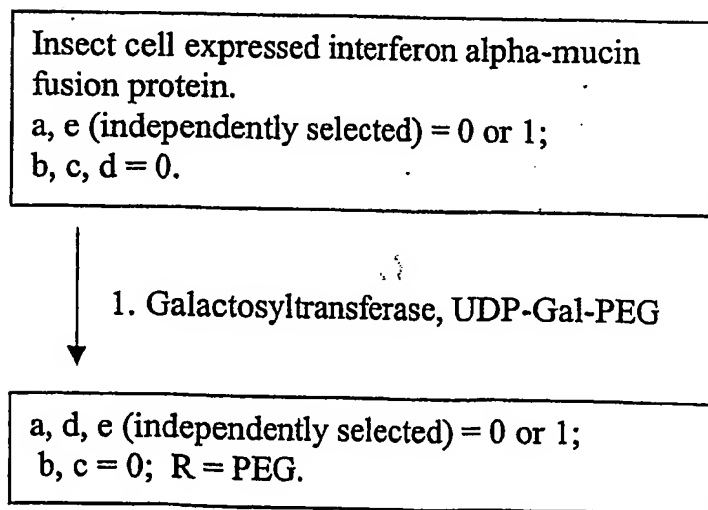 Insect cell expressed interferon alpha-mucin
fusion protein.
a, e (independently selected) = 0 or 1;
b, c, d = 0.
1. Galactosyltransferase, UDP-Gal-PEG
a, d, e (independently selected) = 0 or 1;
b, c = 0; R = PEG.